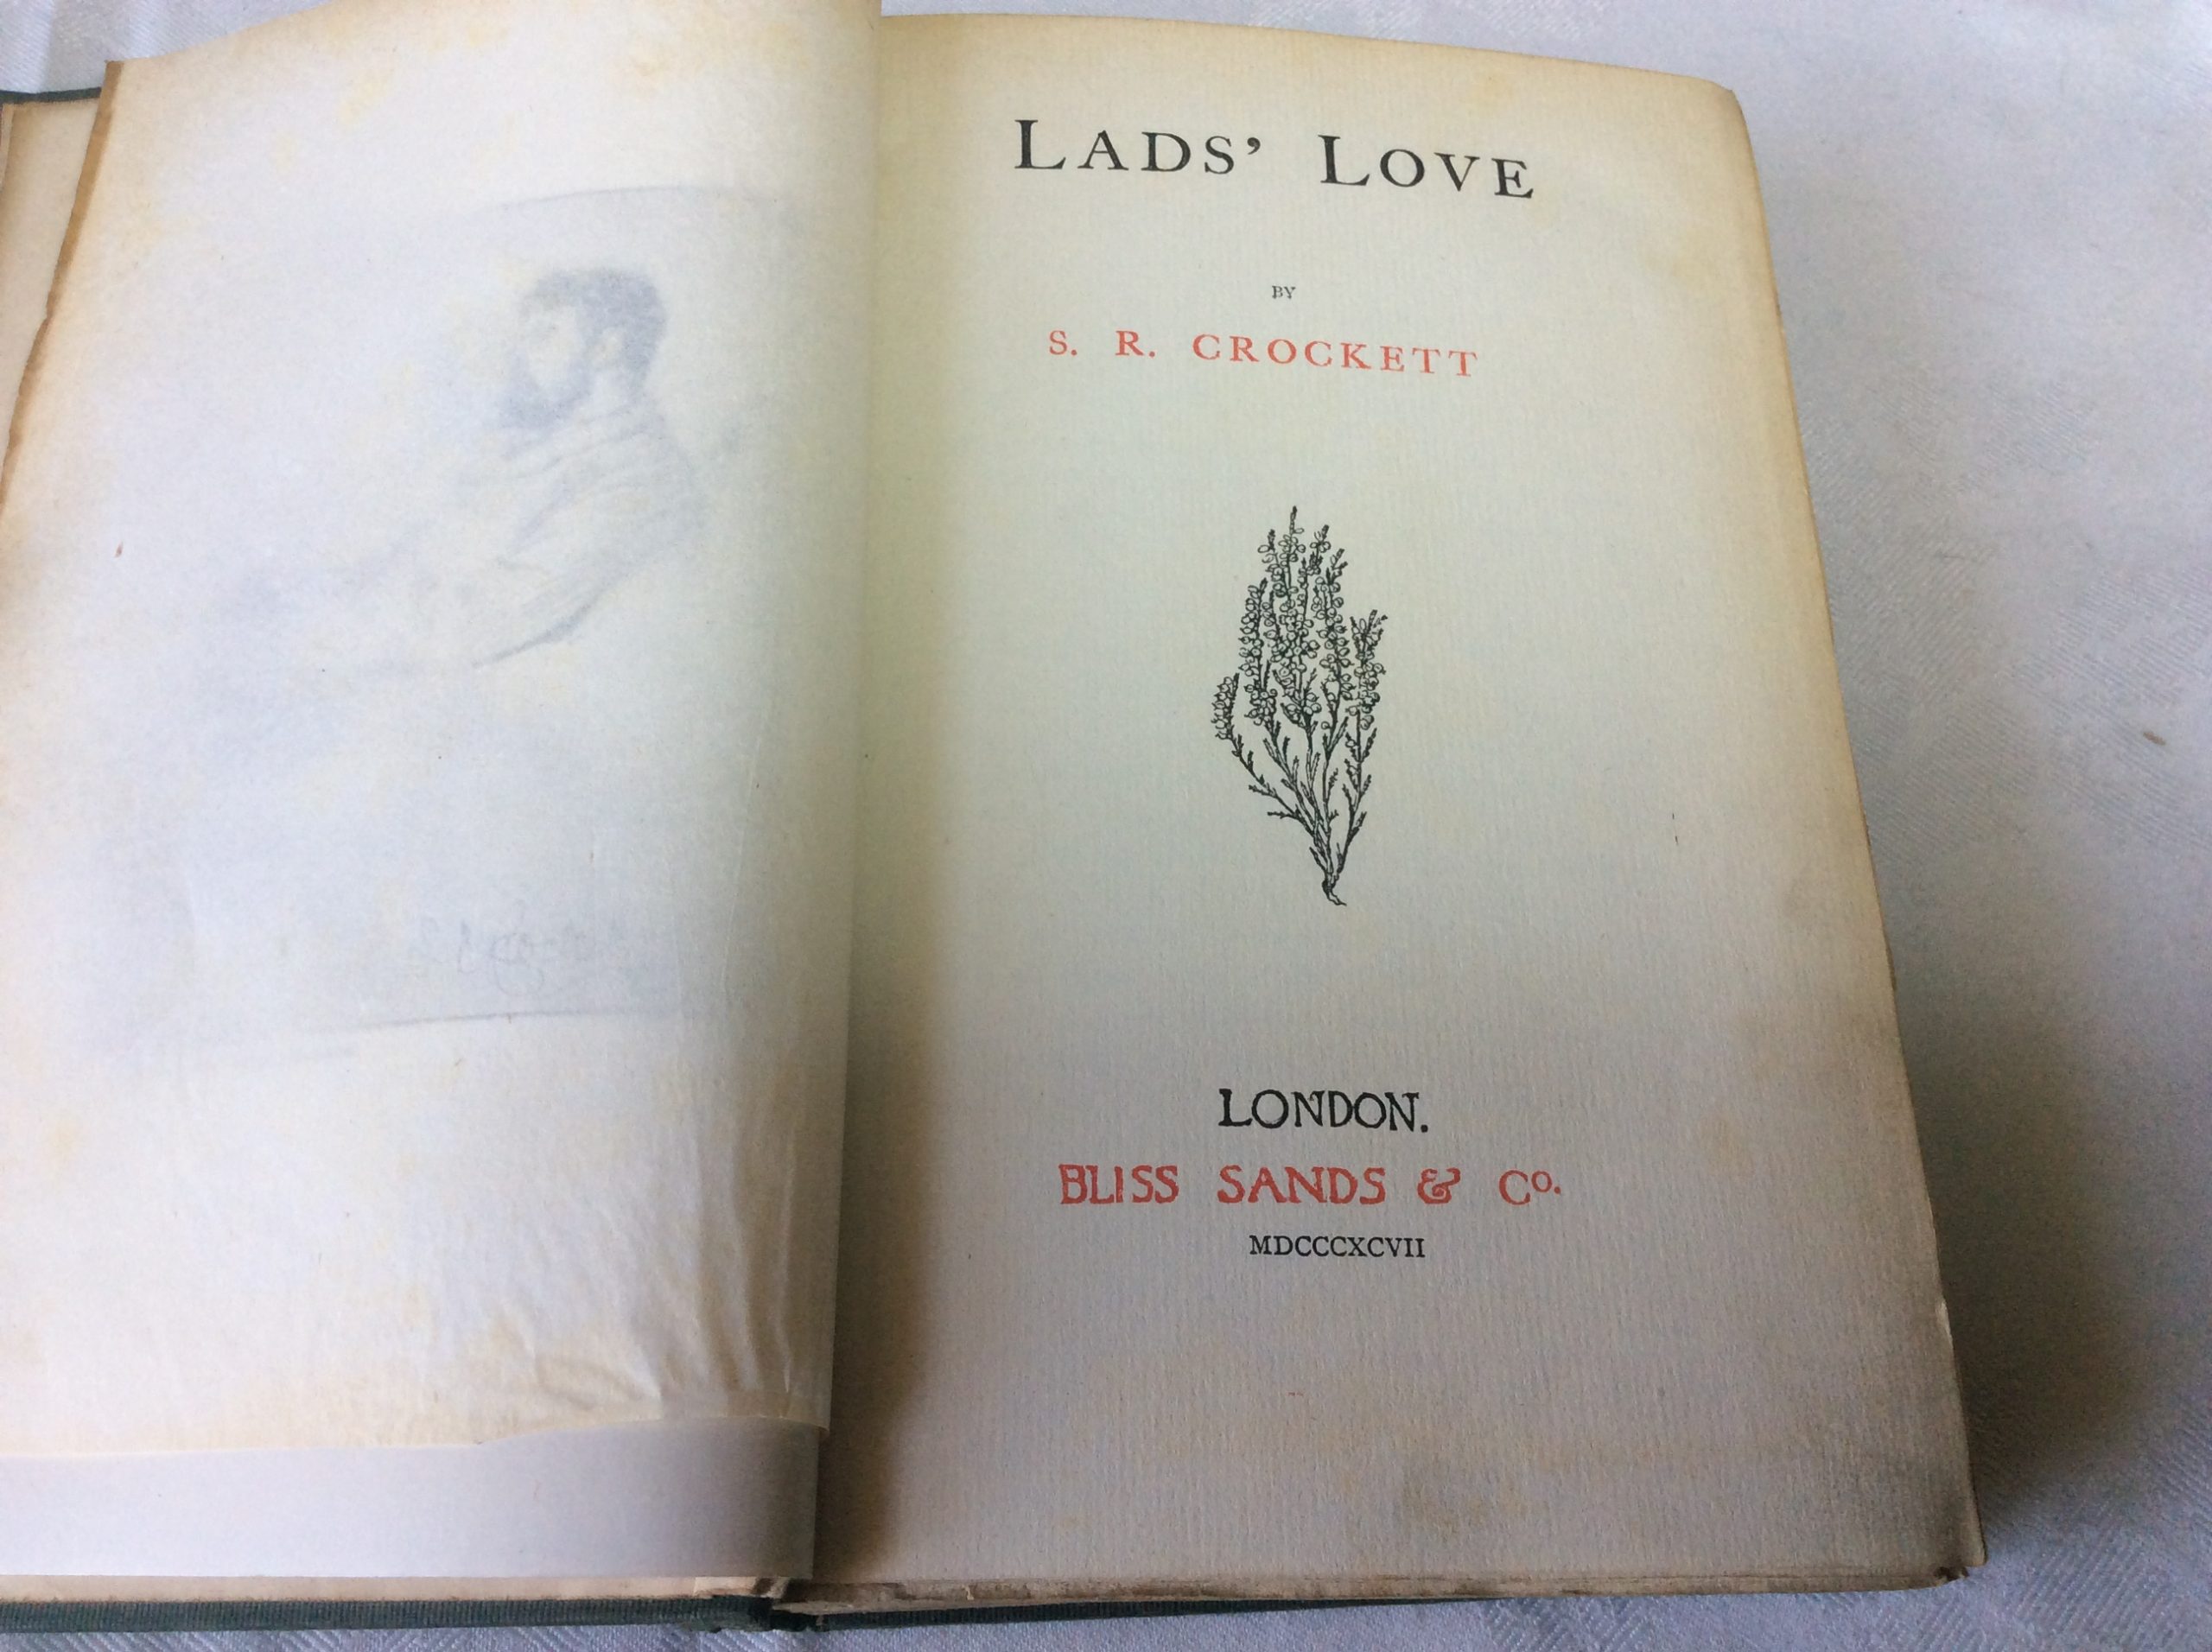 LADS’ LOVE
BY
S. R. CROCKETT
LONDON.
BLISS SANDS & Co.
MDCCCXCVII